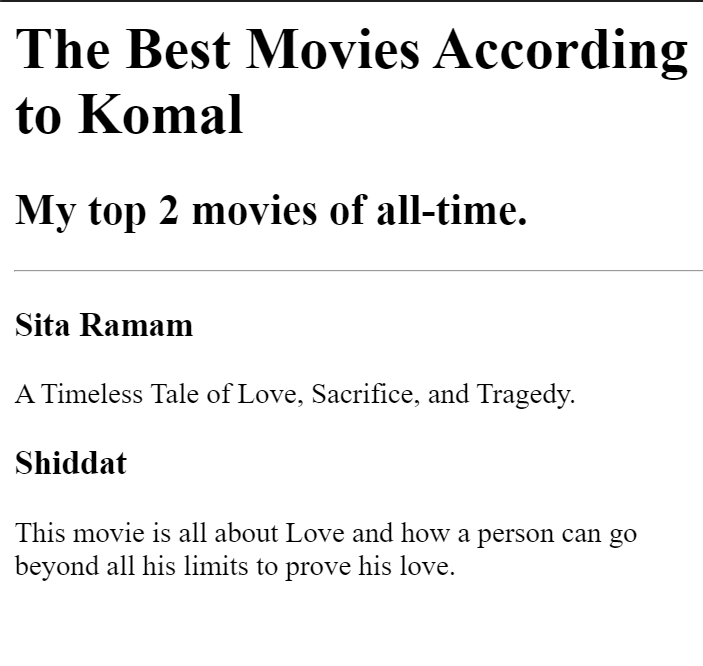 The Best Movies According
to Komal
My top 2 movies of all-time.
Sita Ramam
A Timeless Tale of Love, Sacrifice, and Tragedy.
Shiddat
This movie is all about Love and how a person can go
beyond all his limits to prove his love.